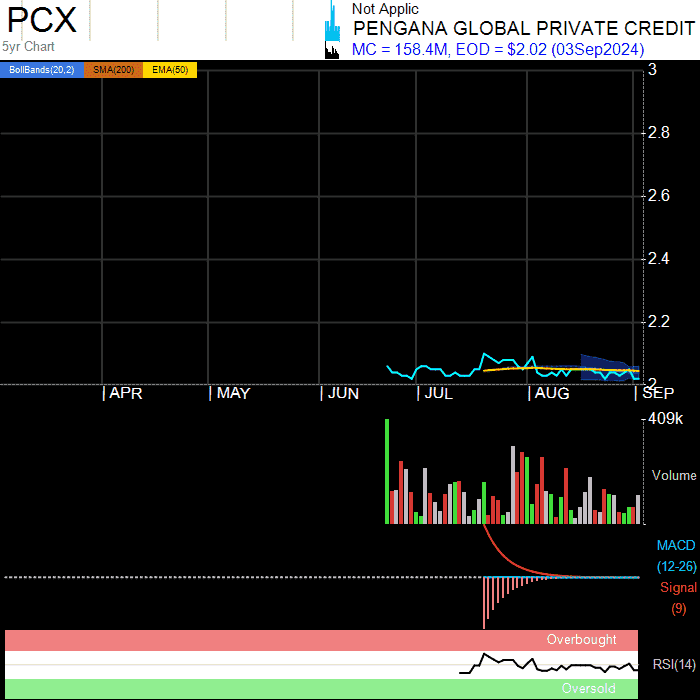 PCX
Not Applic
PENGANA GLOBAL PRIVATE CREDIT
5yr Chart
MC = 158.4M, EOD = $2.02 (03Sep2024)
BollBands(20,2) SMA(200) EMA(50)
3
2.8
2.6
2.4
2.2
2
APR MAY JUN JUL AUG SEP
409k
Volume
MACD
(12-26)
Signal
(9)
Overbought
RSI(14)
Oversold